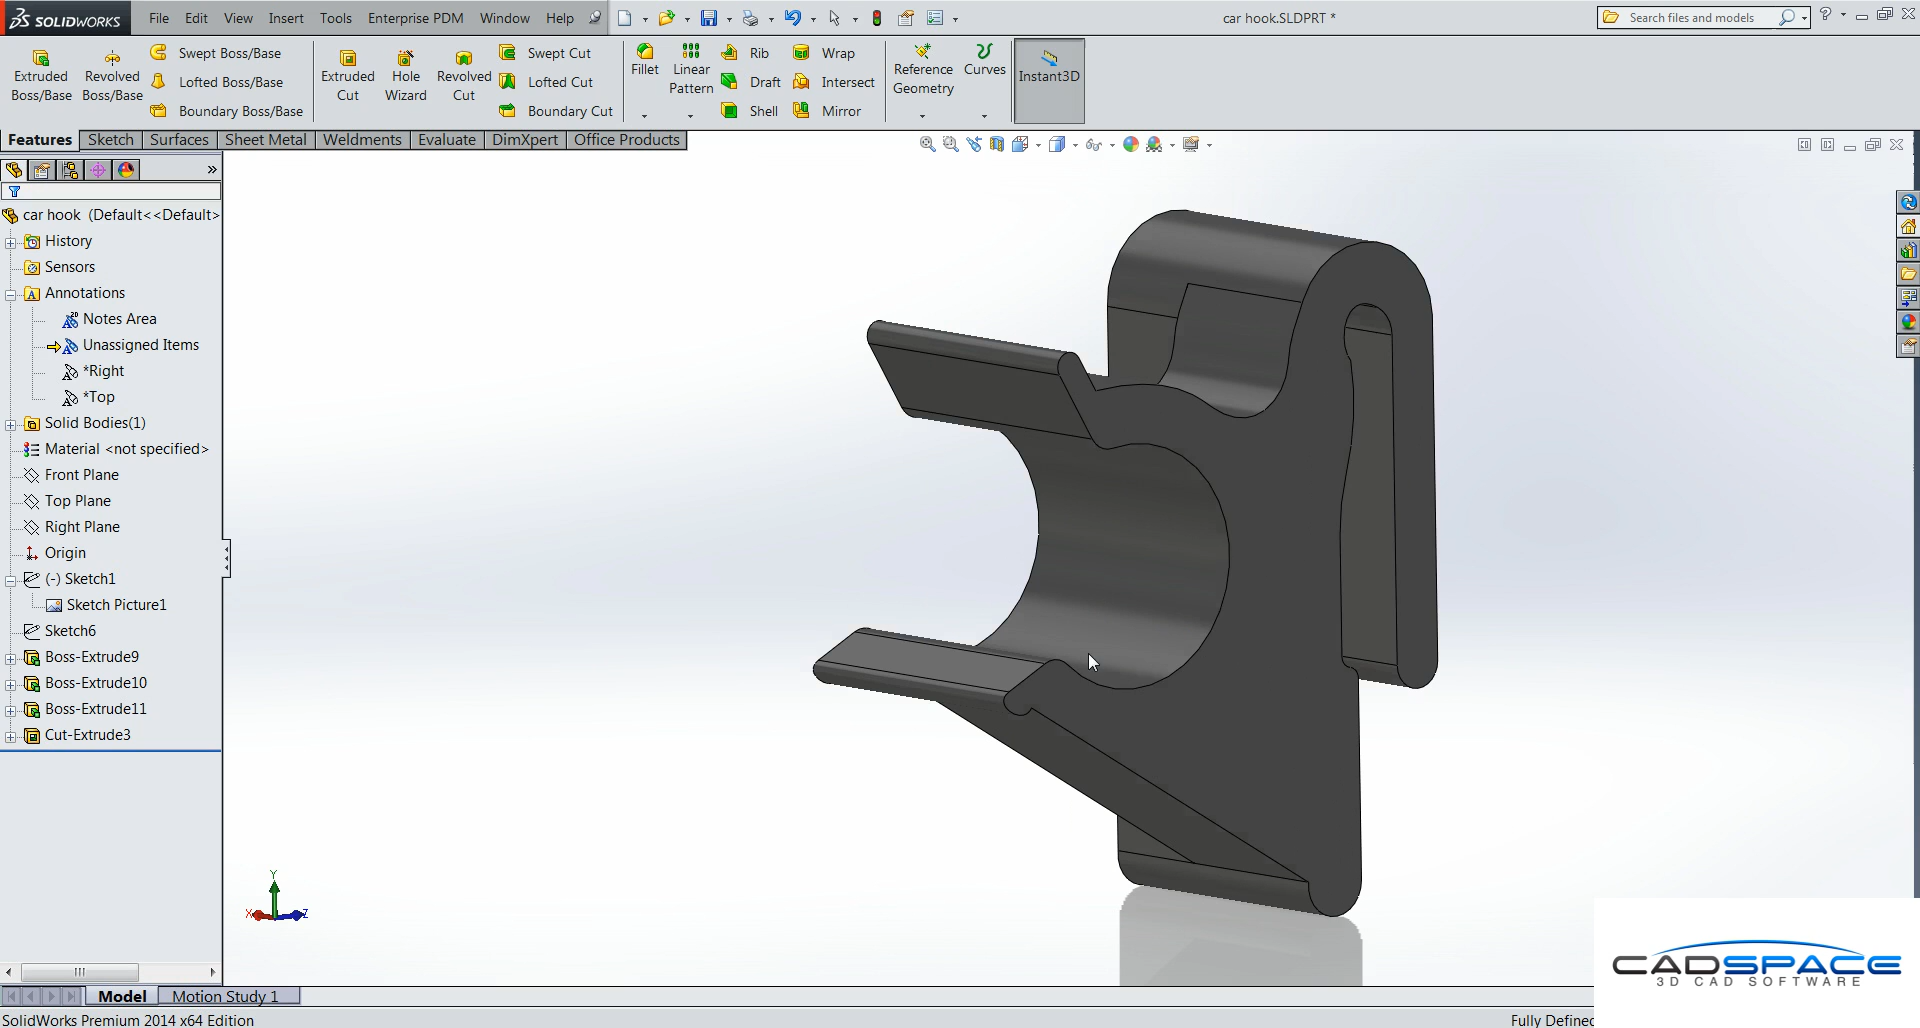 SOLIDWORKS File Edit View Insert Tools Enterprise PDM Window Help car hook.SLDPRT * Search files and models
Extruded Boss/Base
Revolved Boss/Base
Swept Boss/Base
Lofted Boss/Base
Boundary Boss/Base
Extruded Cut
Hole Wizard
Revolved Cut
Swept Cut
Lofted Cut
Boundary Cut
Fillet
Linear Pattern
Rib
Draft
Shell
Wrap
Intersect
Mirror
Reference Geometry
Curves
Instant3D
Features Sketch Surfaces Sheet Metal Weldments Evaluate DimXpert Office Products
car hook (Default<<Default>
History
Sensors
Annotations
Notes Area
Unassigned Items
*Right
*Top
Solid Bodies(1)
Material <not specified>
Front Plane
Top Plane
Right Plane
Origin
(-) Sketch1
Sketch Picture1
Sketch6
Boss-Extrude9
Boss-Extrude10
Boss-Extrude11
Cut-Extrude3
Y
X Z
CADSPACE
3D CAD SOFTWARE
Model Motion Study 1
SolidWorks Premium 2014 x64 Edition Fully Defined